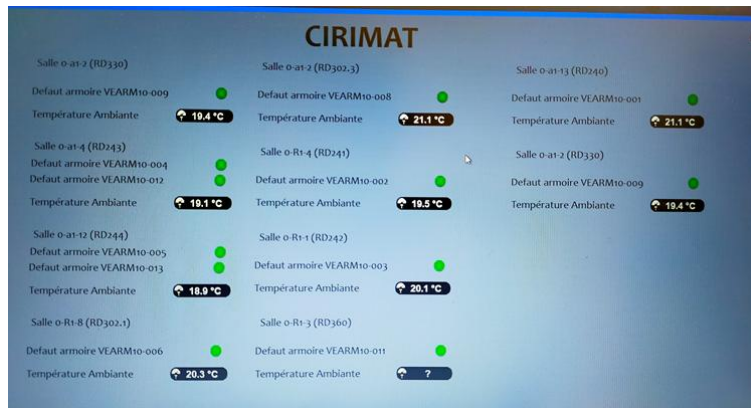 CIRIMAT
Salle 0-a1-2 (RD330)
Defaut armoire VEARM10-009
Température Ambiante 19.4 °C
Salle 0-a1-4 (RD243)
Defaut armoire VEARM10-004
Defaut armoire VEARM10-012
Température Ambiante 19.1 °C
Salle 0-a1-12 (RD244)
Defaut armoire VEARM10-005
Defaut armoire VEARM10-013
Température Ambiante 18.9 °C
Salle 0-R1-8 (RD302.1)
Defaut armoire VEARM10-006
Température Ambiante 20.3 °C
Salle 0-a1-2 (RD302.3)
Defaut armoire VEARM10-008
Température Ambiante 21.1 °C
Salle 0-R1-4 (RD241)
Defaut armoire VEARM10-002
Température Ambiante 19.5 °C
Salle 0-R1-1 (RD242)
Defaut armoire VEARM10-003
Température Ambiante 20.1 °C
Salle 0-R1-3 (RD360)
Defaut armoire VEARM10-011
Température Ambiante ?
Salle 0-a1-13 (RD240)
Defaut armoire VEARM10-001
Température Ambiante 21.1 °C
Salle 0-a1-2 (RD330)
Defaut armoire VEARM10-009
Température Ambiante 19.4 °C